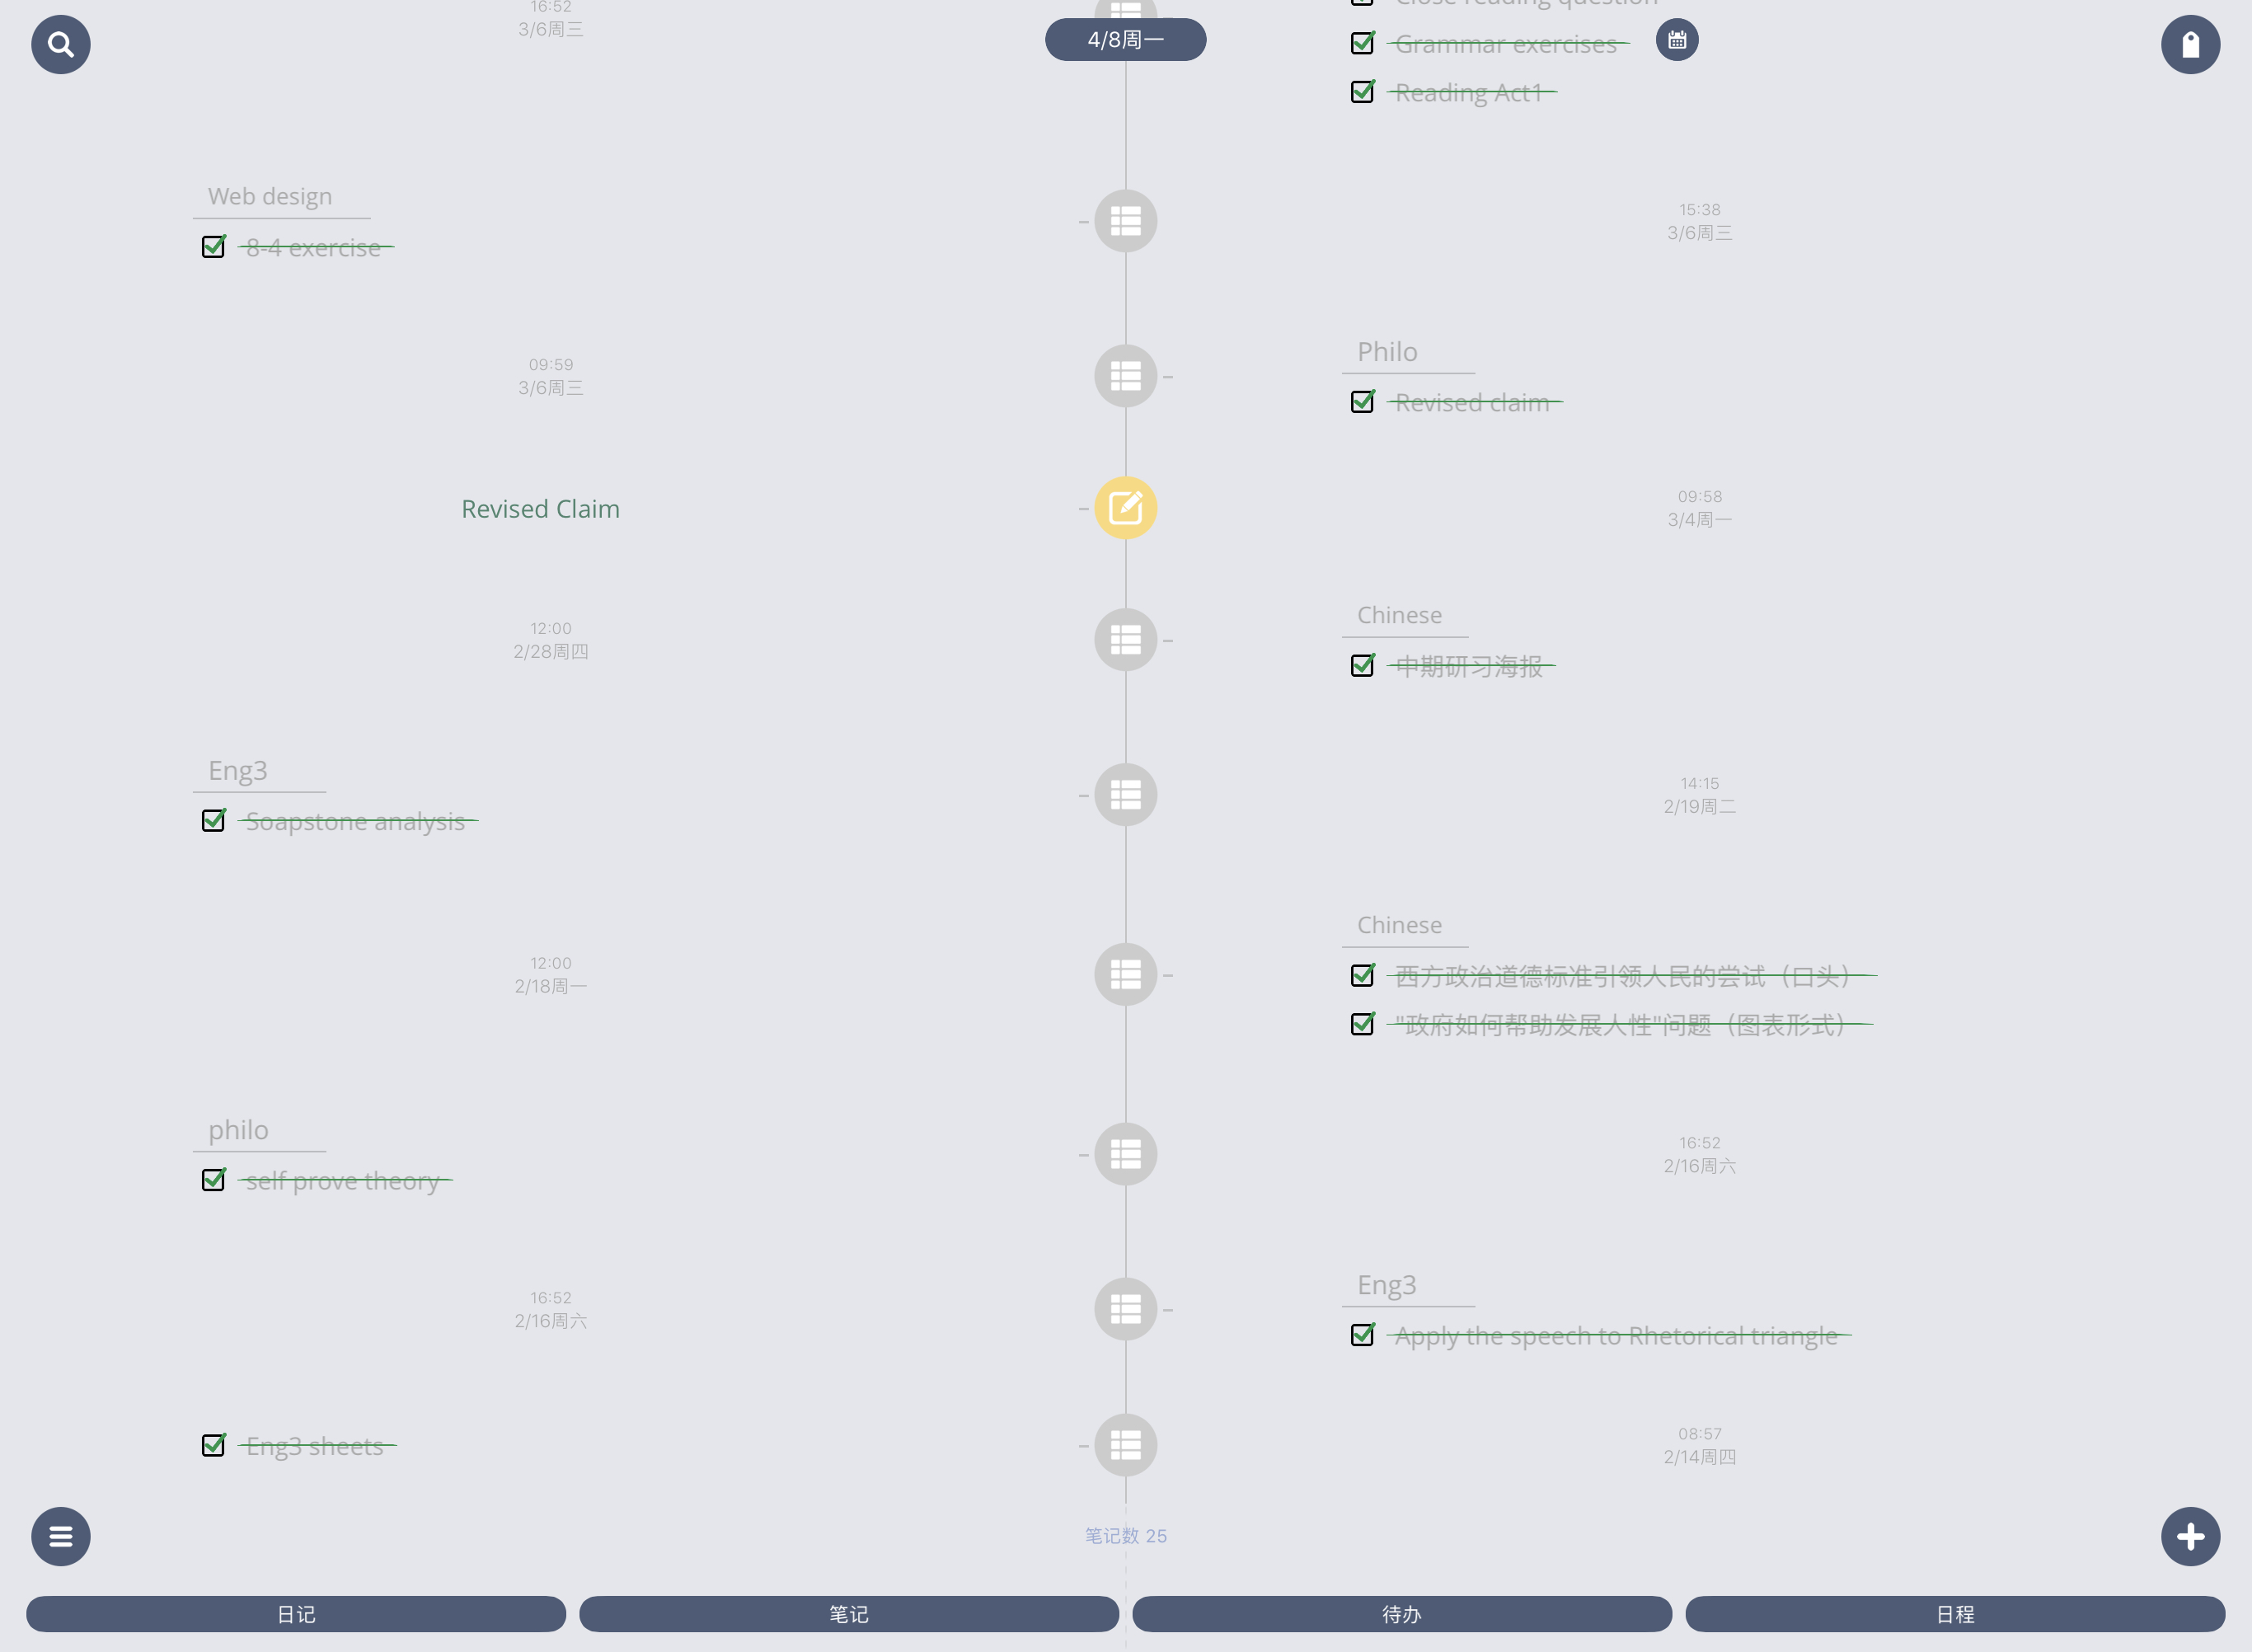 16:52
3/6周三
4/8周一
Close reading question
Grammar exercises
Reading Act1
Web design
8-4 exercise
15:38
3/6周三
09:59
3/6周三
Philo
Revised claim
Revised Claim
09:58
3/4周一
12:00
2/28周四
Chinese
中期研习海报
Eng3
Soapstone analysis
14:15
2/19周二
12:00
2/18周一
Chinese
西方政治道德标准引领人民的尝试（口头）
"政府如何帮助发展人性"问题（图表形式）
philo
self prove theory
16:52
2/16周六
16:52
2/16周六
Eng3
Apply the speech to Rhetorical triangle
Eng3 sheets
08:57
2/14周四
笔记数 25
日记
笔记
待办
日程